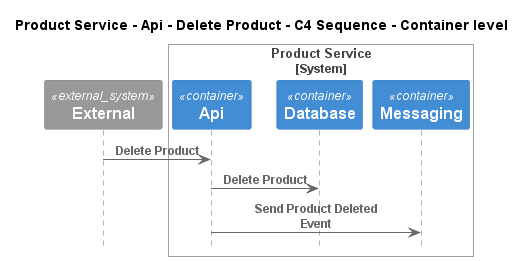 Product Service - Api - Delete Product - C4 Sequence - Container level
Product Service
[System]
«external_system»
External
«container»
Api
«container»
Database
«container»
Messaging
Delete Product
Delete Product
Send Product Deleted
Event